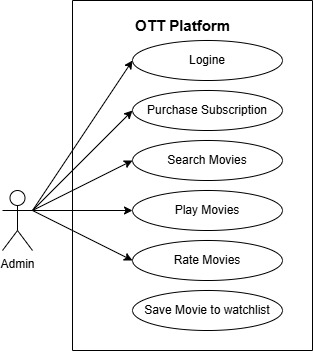 OTT Platform
Logine
Purchase Subscription
Search Movies
Play Movies
Admin
Rate Movies
Save Movie to watchlist